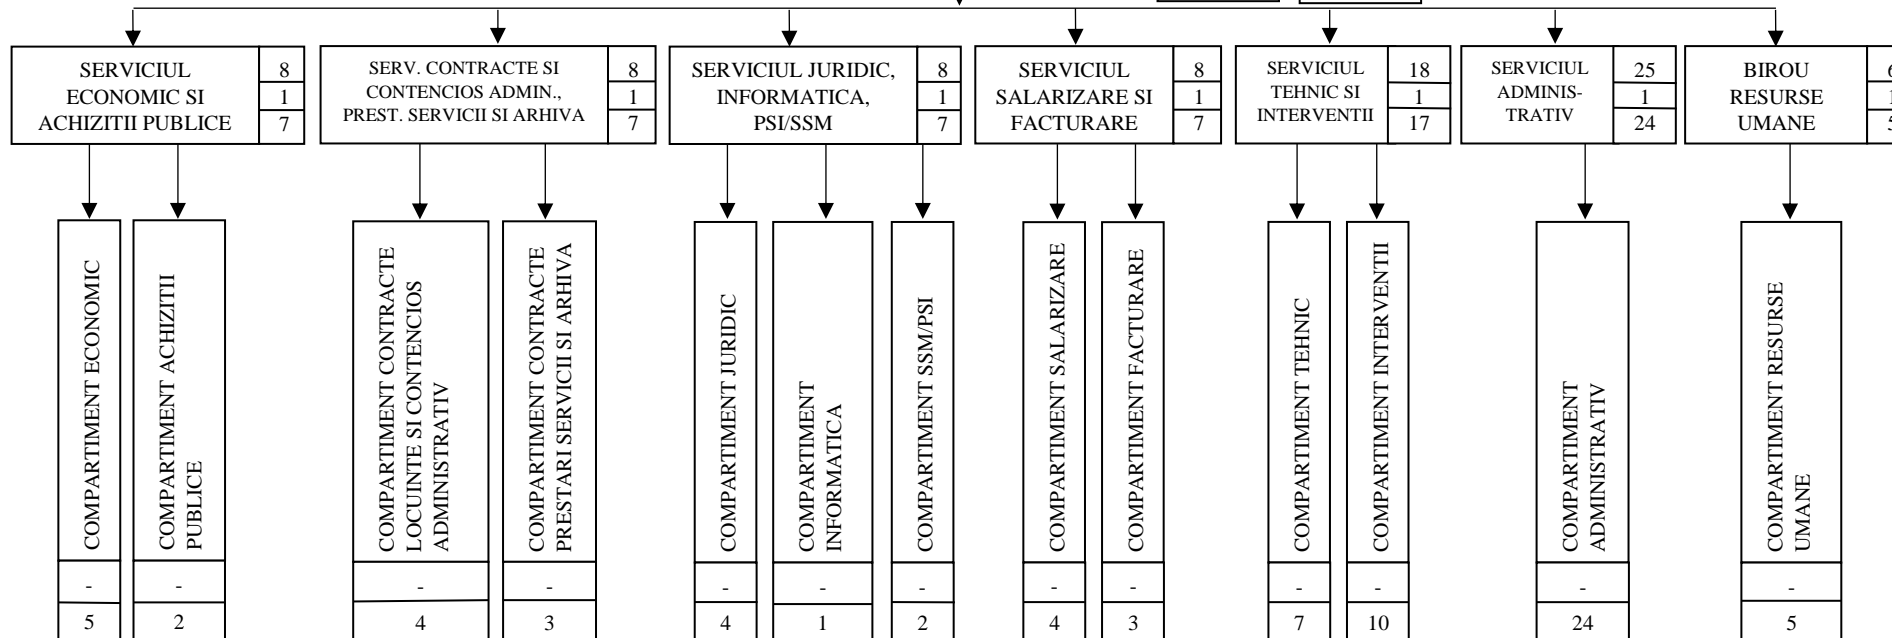 SERVICIUL
ECONOMIC SI
ACHIZITII PUBLICE
8
1
7
SERV. CONTRACTE SI
CONTENCIOS ADMIN.,
PREST. SERVICII SI ARHIVA
8
1
7
SERVICIUL JURIDIC,
INFORMATICA,
PSI/SSM
8
1
7
SERVICIUL
SALARIZARE SI
FACTURARE
8
1
7
SERVICIUL
TEHNIC SI
INTERVENTII
18
1
17
SERVICIUL
ADMINIS-
TRATIV
25
1
24
BIROU
RESURSE
UMANE
6
1
5
COMPARTIMENT ECONOMIC
-
5
COMPARTIMENT ACHIZITII
PUBLICE
-
2
COMPARTIMENT CONTRACTE
LOCUINTE SI CONTENCIOS
ADMINISTRATIV
-
4
COMPARTIMENT CONTRACTE
PRESTARI SERVICII SI ARHIVA
-
3
COMPARTIMENT JURIDIC
-
4
COMPARTIMENT
INFORMATICA
-
1
COMPARTIMENT SSM/PSI
-
2
COMPARTIMENT SALARIZARE
-
4
COMPARTIMENT FACTURARE
-
3
COMPARTIMENT TEHNIC
-
7
COMPARTIMENT INTERVENTII
-
10
COMPARTIMENT
ADMINISTRATIV
-
24
COMPARTIMENT RESURSE
UMANE
-
5